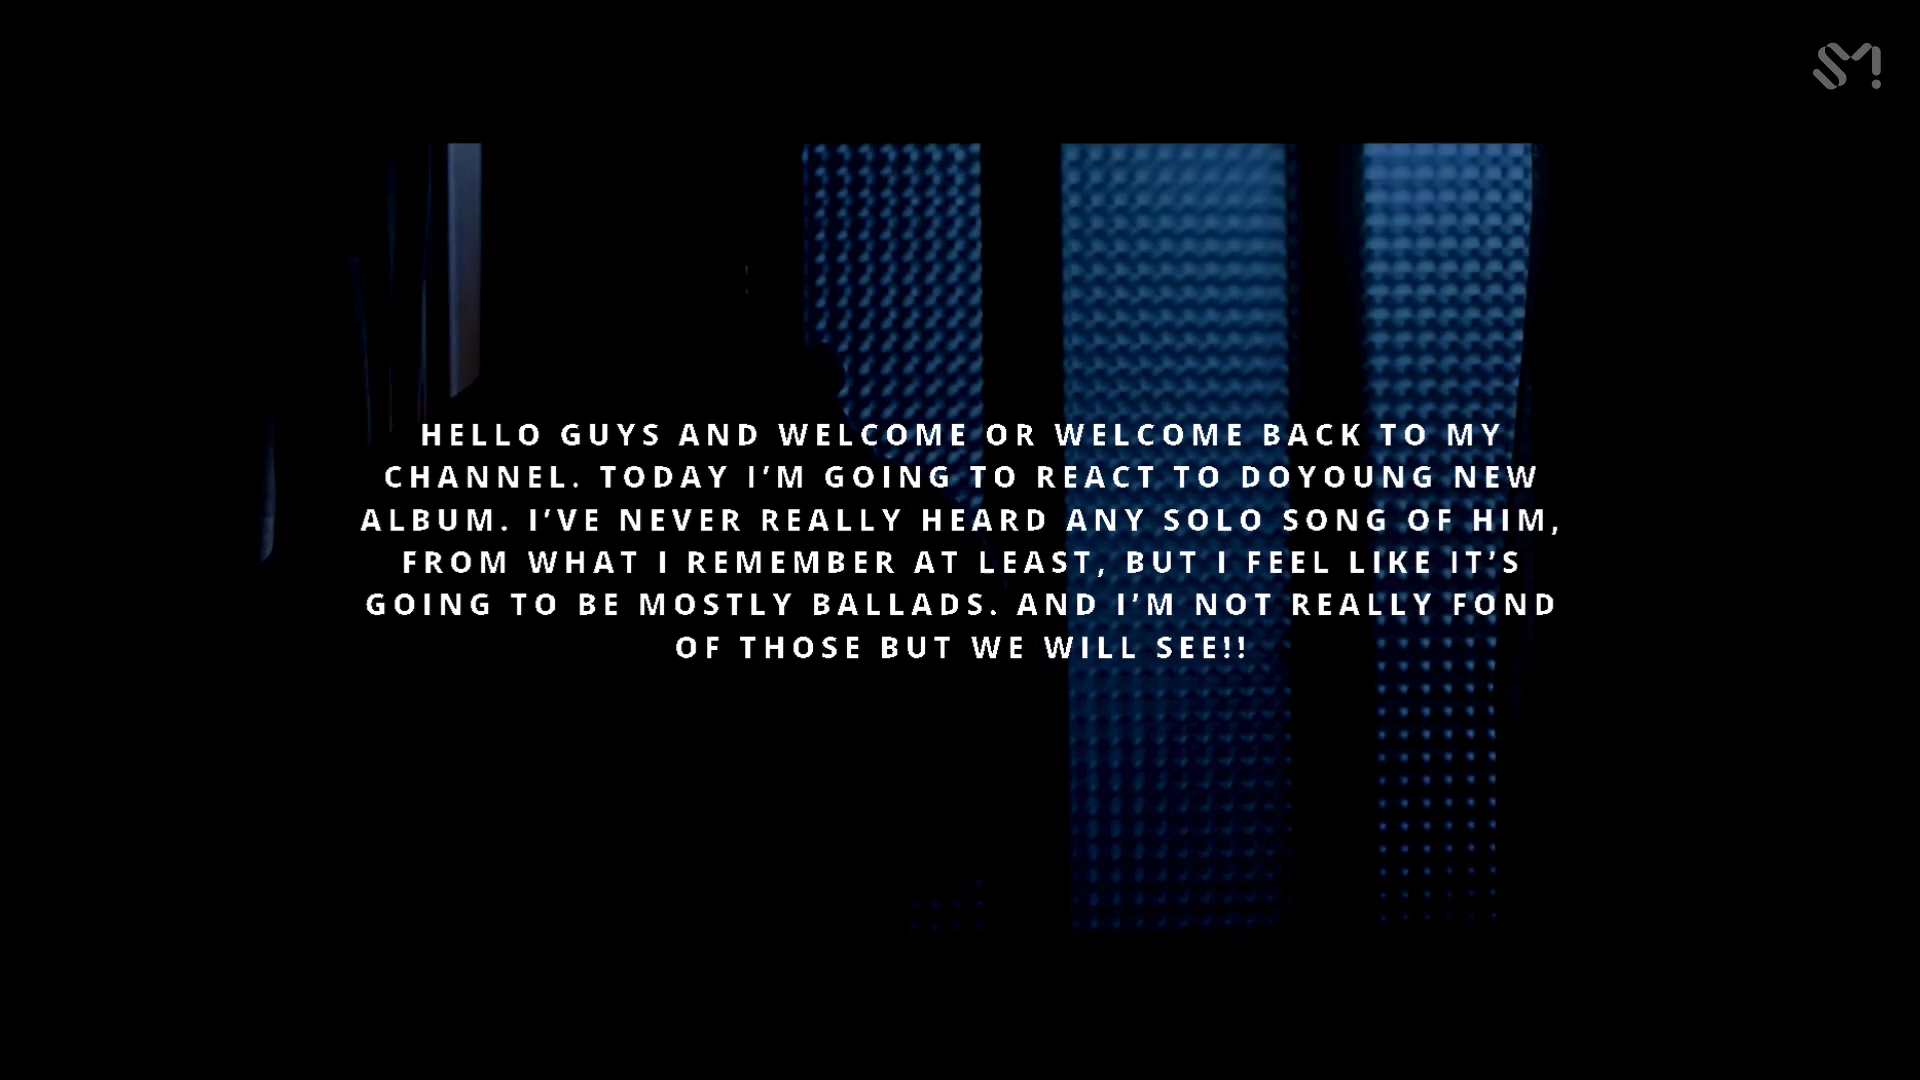 SM
HELLO GUYS AND WELCOME OR WELCOME BACK TO MY
CHANNEL. TODAY I’M GOING TO REACT TO DOYOUNG NEW
ALBUM. I’VE NEVER REALLY HEARD ANY SOLO SONG OF HIM,
FROM WHAT I REMEMBER AT LEAST, BUT I FEEL LIKE IT’S
GOING TO BE MOSTLY BALLADS. AND I’M NOT REALLY FOND
OF THOSE BUT WE WILL SEE!!